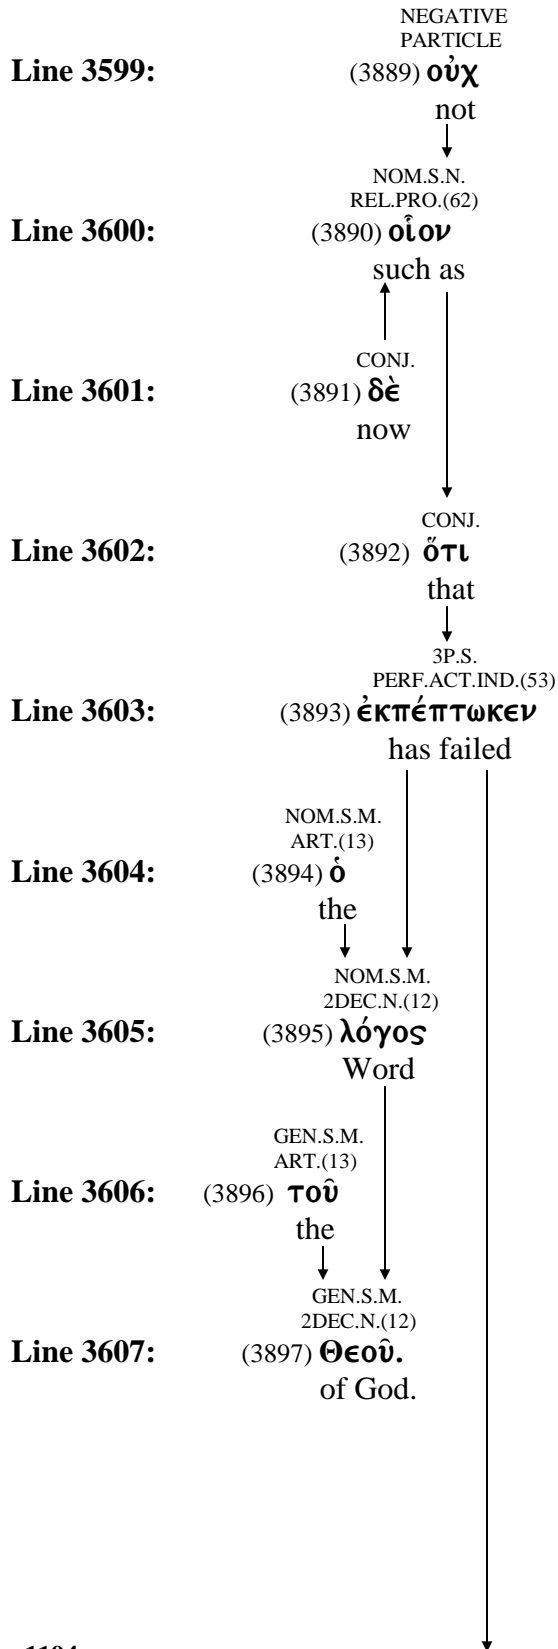 NEGATIVE
PARTICLE
Line 3599: (3889) οὐχ
not
NOM.S.N.
REL.PRO.(62)
Line 3600: (3890) οἷον
such as
CONJ.
Line 3601: (3891) δὲ
now
CONJ.
Line 3602: (3892) ὅτι
that
3P.S.
PERF.ACT.IND.(53)
Line 3603: (3893) ἐκπέπτωκεν
has failed
NOM.S.M.
ART.(13)
Line 3604: (3894) ὁ
the
NOM.S.M.
2DEC.N.(12)
Line 3605: (3895) λόγος
Word
GEN.S.M.
ART.(13)
Line 3606: (3896) τοῦ
the
GEN.S.M.
2DEC.N.(12)
Line 3607: (3897) Θεοῦ.
of God.